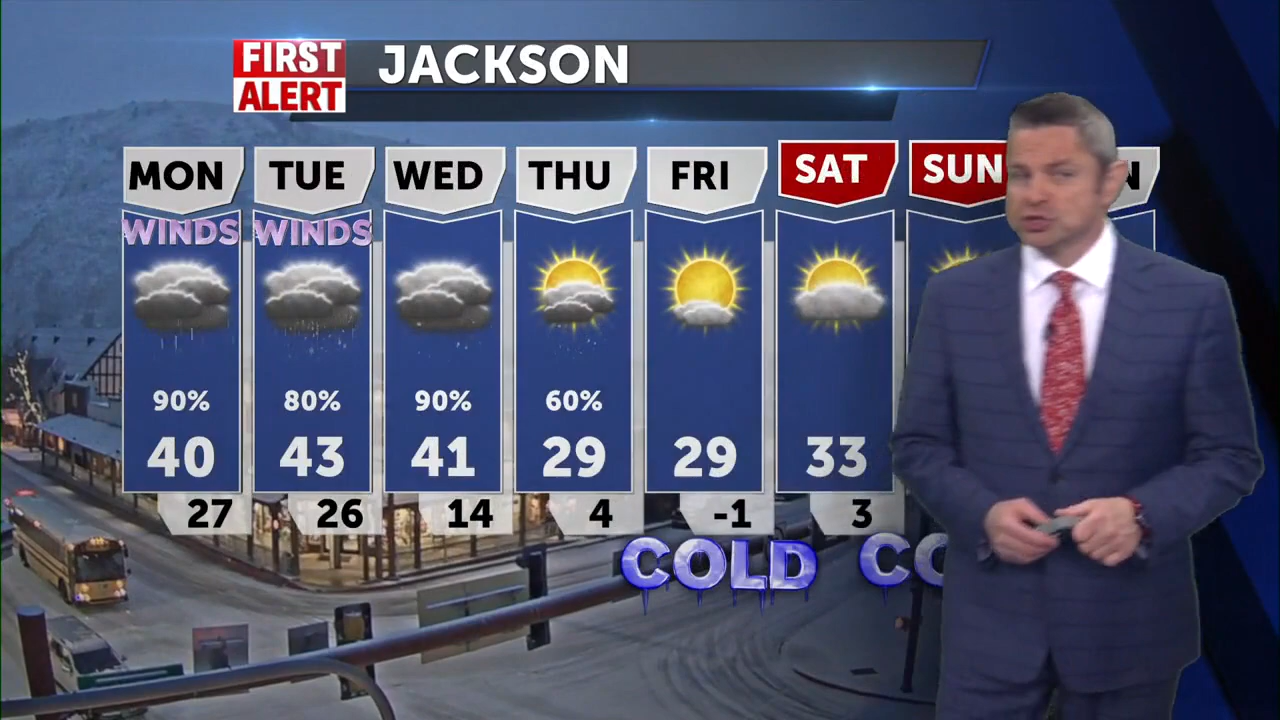 FIRST
ALERT
JACKSON
MON TUE WED THU FRI SAT SUN
WINDS WINDS
90% 80% 90% 60%
40 43 41 29 29 33
27 26 14 4 -1 3
COLD